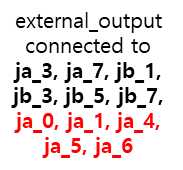 external_output
connected to
ja_3, ja_7, jb_1,
jb_3, jb_5, jb_7,
ja_0, ja_1, ja_4,
ja_5, ja_6